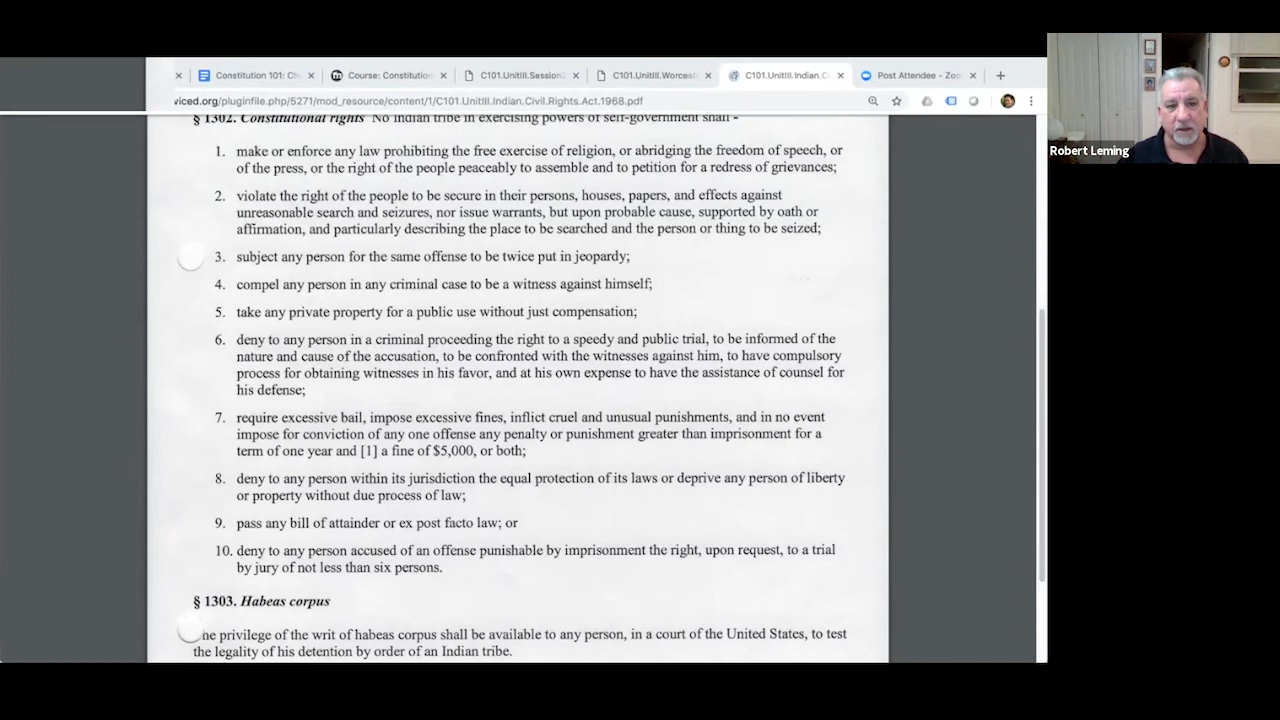 Constitution 101: Ch
Course: Constitution
C101.UnitIII.Session
C101.UnitIII.Worcest
C101.UnitIII.Indian.C
Post Attendee - Zoo
viced.org/pluginfile.php/5271/mod_resource/content/1/C101.UnitIII.Indian.Civil.Rights.Act.1968.pdf
§ 1302. Constitutional rights No Indian tribe in exercising powers of self-government shall -
1. make or enforce any law prohibiting the free exercise of religion, or abridging the freedom of speech, or
of the press, or the right of the people peaceably to assemble and to petition for a redress of grievances;
2. violate the right of the people to be secure in their persons, houses, papers, and effects against
unreasonable search and seizures, nor issue warrants, but upon probable cause, supported by oath or
affirmation, and particularly describing the place to be searched and the person or thing to be seized;
3. subject any person for the same offense to be twice put in jeopardy;
4. compel any person in any criminal case to be a witness against himself;
5. take any private property for a public use without just compensation;
6. deny to any person in a criminal proceeding the right to a speedy and public trial, to be informed of the
nature and cause of the accusation, to be confronted with the witnesses against him, to have compulsory
process for obtaining witnesses in his favor, and at his own expense to have the assistance of counsel for
his defense;
7. require excessive bail, impose excessive fines, inflict cruel and unusual punishments, and in no event
impose for conviction of any one offense any penalty or punishment greater than imprisonment for a
term of one year and [1] a fine of $5,000, or both;
8. deny to any person within its jurisdiction the equal protection of its laws or deprive any person of liberty
or property without due process of law;
9. pass any bill of attainder or ex post facto law; or
10. deny to any person accused of an offense punishable by imprisonment the right, upon request, to a trial
by jury of not less than six persons.
§ 1303. Habeas corpus
he privilege of the writ of habeas corpus shall be available to any person, in a court of the United States, to test
the legality of his detention by order of an Indian tribe.
Robert Leming